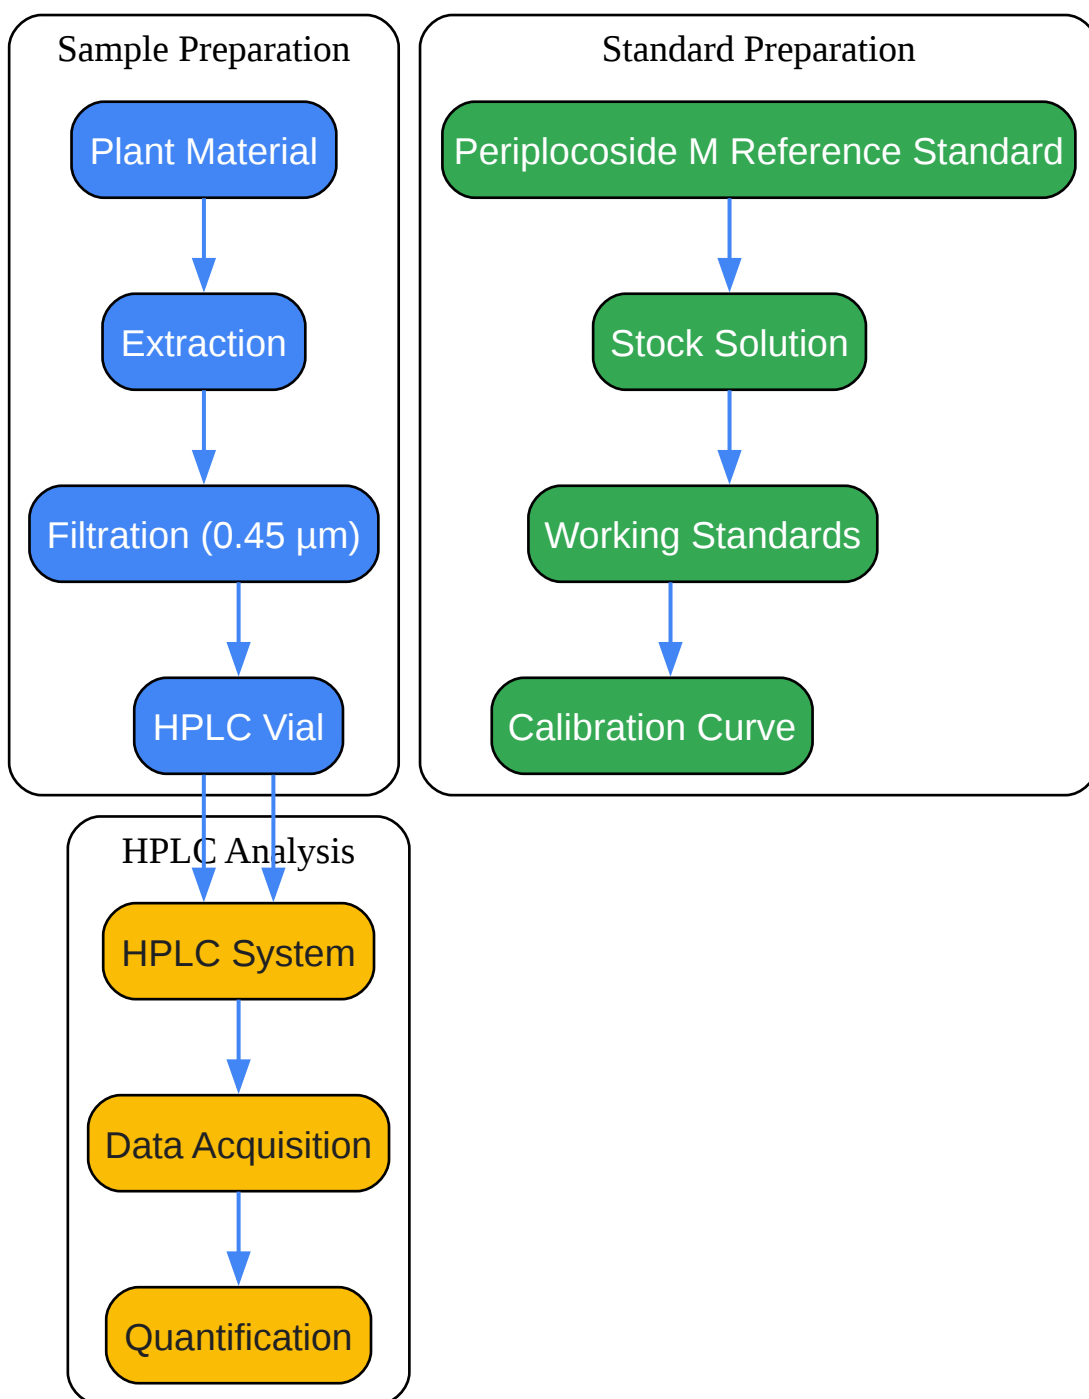 Sample Preparation
Plant Material
Extraction
Filtration (0.45 µm)
HPLC Vial
Standard Preparation
Periplocoside M Reference Standard
Stock Solution
Working Standards
Calibration Curve
HPLC Analysis
HPLC System
Data Acquisition
Quantification